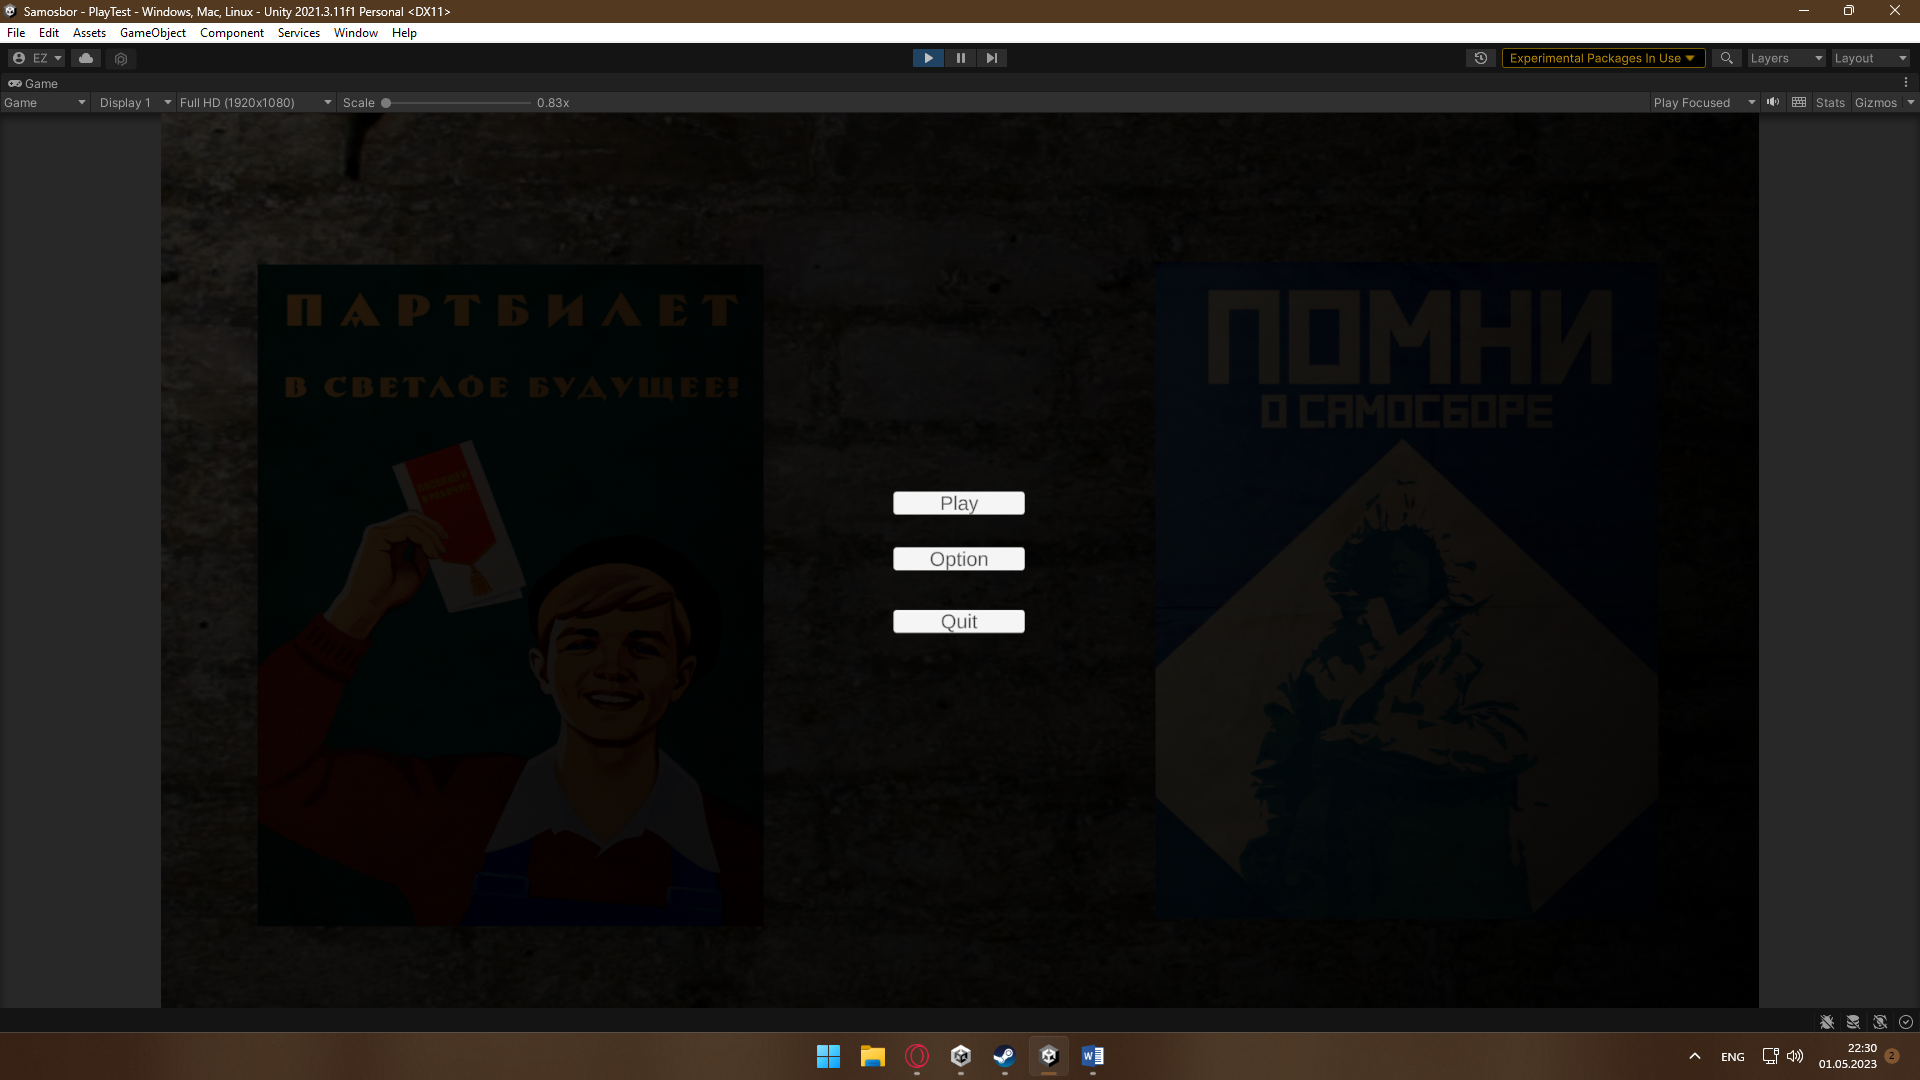 Samosbor - PlayTest - Windows, Mac, Linux - Unity 2021.3.11f1 Personal <DX11>
File Edit Assets GameObject Component Services Window Help
EZ
Experimental Packages In Use
Layers
Layout
Game
Game
Display 1
Full HD (1920x1080)
Scale
0.83x
Play Focused
Stats
Gizmos
ПАРТБИЛЕТ
В СВЕТЛОЕ БУДУЩЕЕ!
ПОМНИ
О САМОСБОРЕ
Play
Option
Quit
ENG
22:30
01.05.2023
2